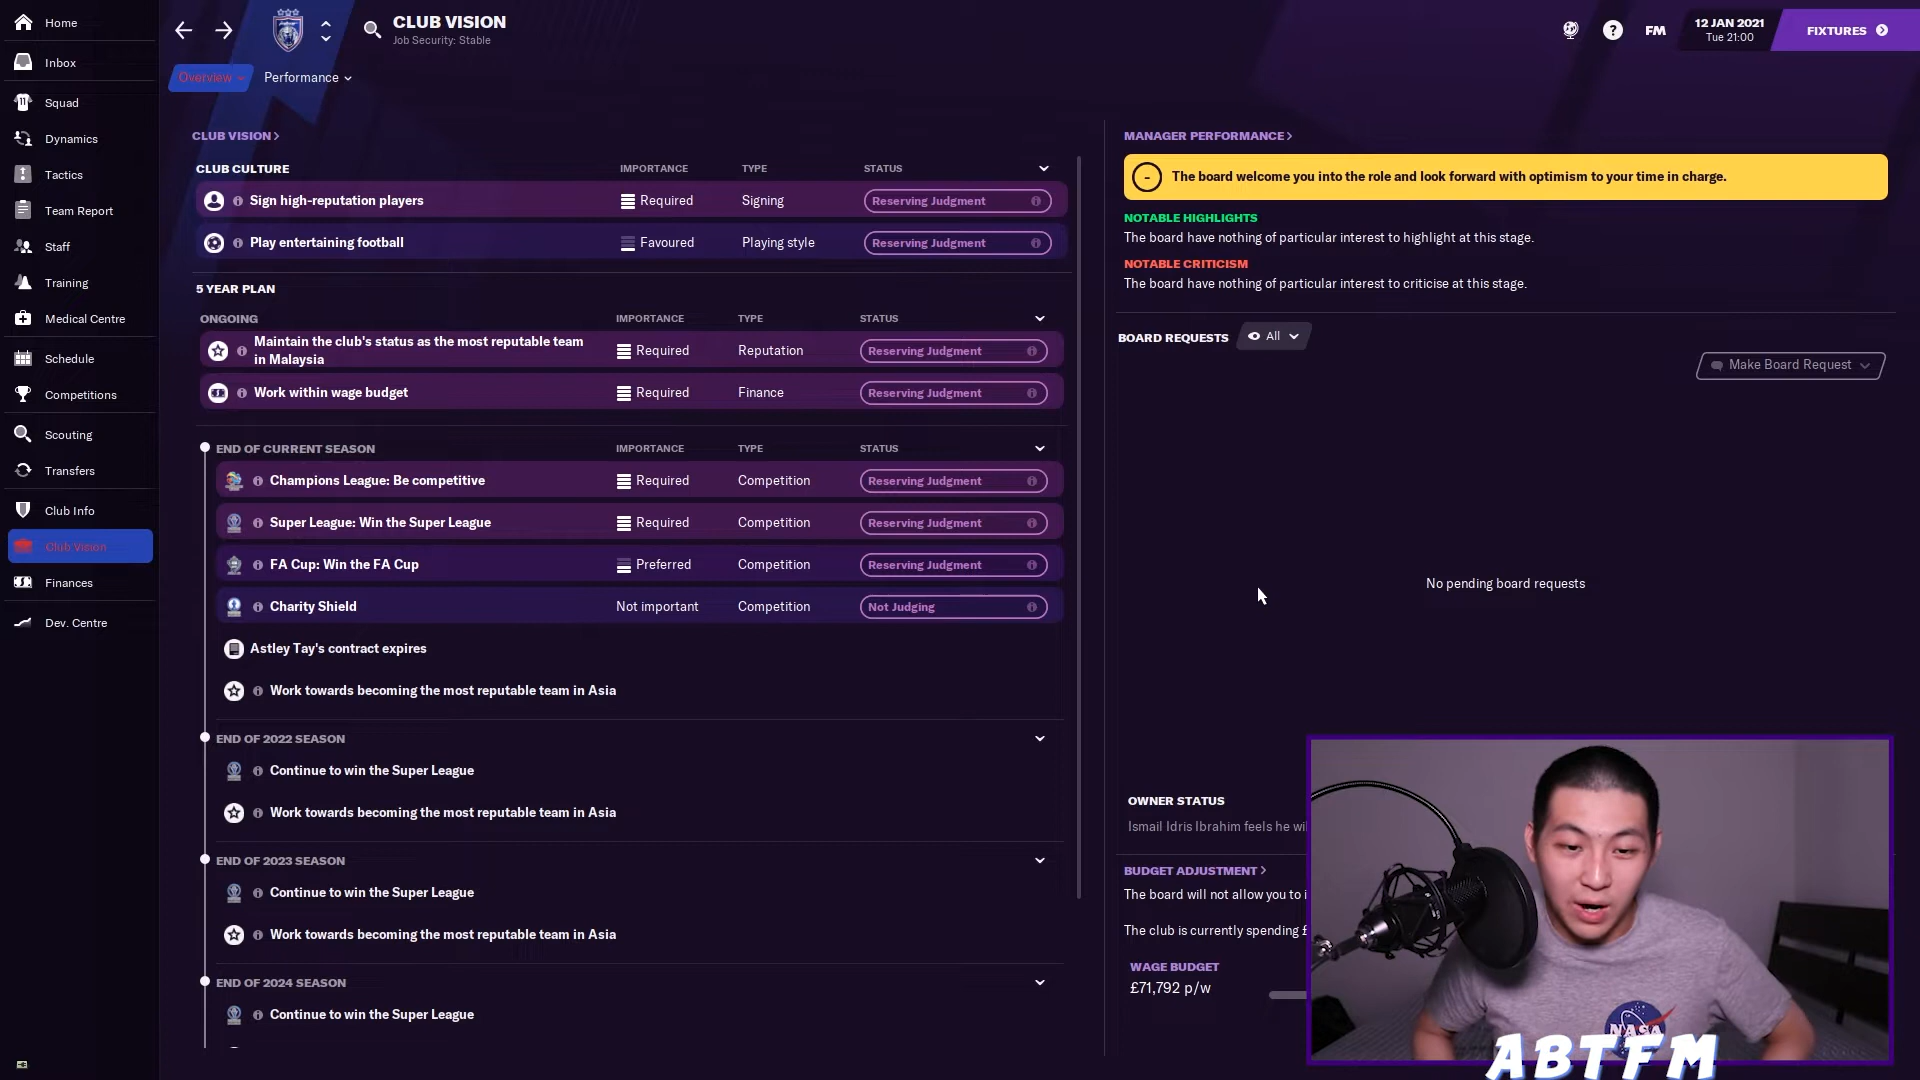 Home
Inbox
Squad
Dynamics
Tactics
Team Report
Staff
Training
Medical Centre
Schedule
Competitions
Scouting
Transfers
Club Info
Club Vision
Finances
Dev. Centre
CLUB VISION
Job Security: Stable
FM
12 JAN 2021
Tue 21:00
FIXTURES
Overview
Performance
CLUB VISION
CLUB CULTURE IMPORTANCE TYPE STATUS
Sign high-reputation players Required Signing Reserving Judgment
Play entertaining football Favoured Playing style Reserving Judgment
5 YEAR PLAN
ONGOING IMPORTANCE TYPE STATUS
Maintain the club's status as the most reputable team
in Malaysia Required Reputation Reserving Judgment
Work within wage budget Required Finance Reserving Judgment
END OF CURRENT SEASON IMPORTANCE TYPE STATUS
Champions League: Be competitive Required Competition Reserving Judgment
Super League: Win the Super League Required Competition Reserving Judgment
FA Cup: Win the FA Cup Preferred Competition Reserving Judgment
Charity Shield Not important Competition Not Judging
Astley Tay's contract expires
Work towards becoming the most reputable team in Asia
END OF 2022 SEASON
Continue to win the Super League
Work towards becoming the most reputable team in Asia
END OF 2023 SEASON
Continue to win the Super League
Work towards becoming the most reputable team in Asia
END OF 2024 SEASON
Continue to win the Super League
MANAGER PERFORMANCE
The board welcome you into the role and look forward with optimism to your time in charge.
NOTABLE HIGHLIGHTS
The board have nothing of particular interest to highlight at this stage.
NOTABLE CRITICISM
The board have nothing of particular interest to criticise at this stage.
BOARD REQUESTS All
Make Board Request
No pending board requests
OWNER STATUS
Ismail Idris Ibrahim feels he
BUDGET ADJUSTMENT
The board will not allow you to
The club is currently spending £
WAGE BUDGET
£71,792 p/w
NASA
ABTFM